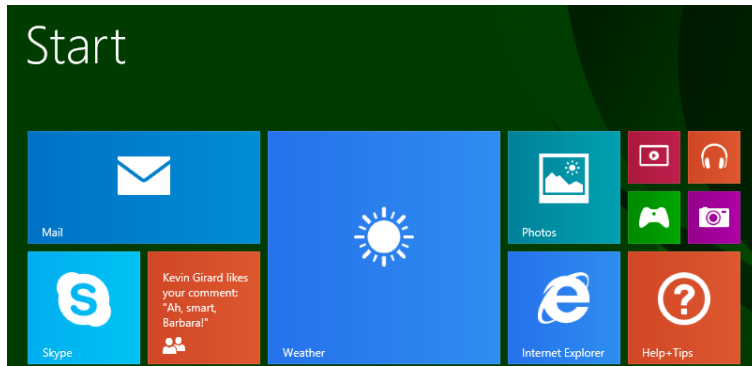 Start
Mail
Photos
Kevin Girard likes
your comment:
"Ah, smart,
Barbara!"
Skype
Weather
Internet Explorer
Help+Tips